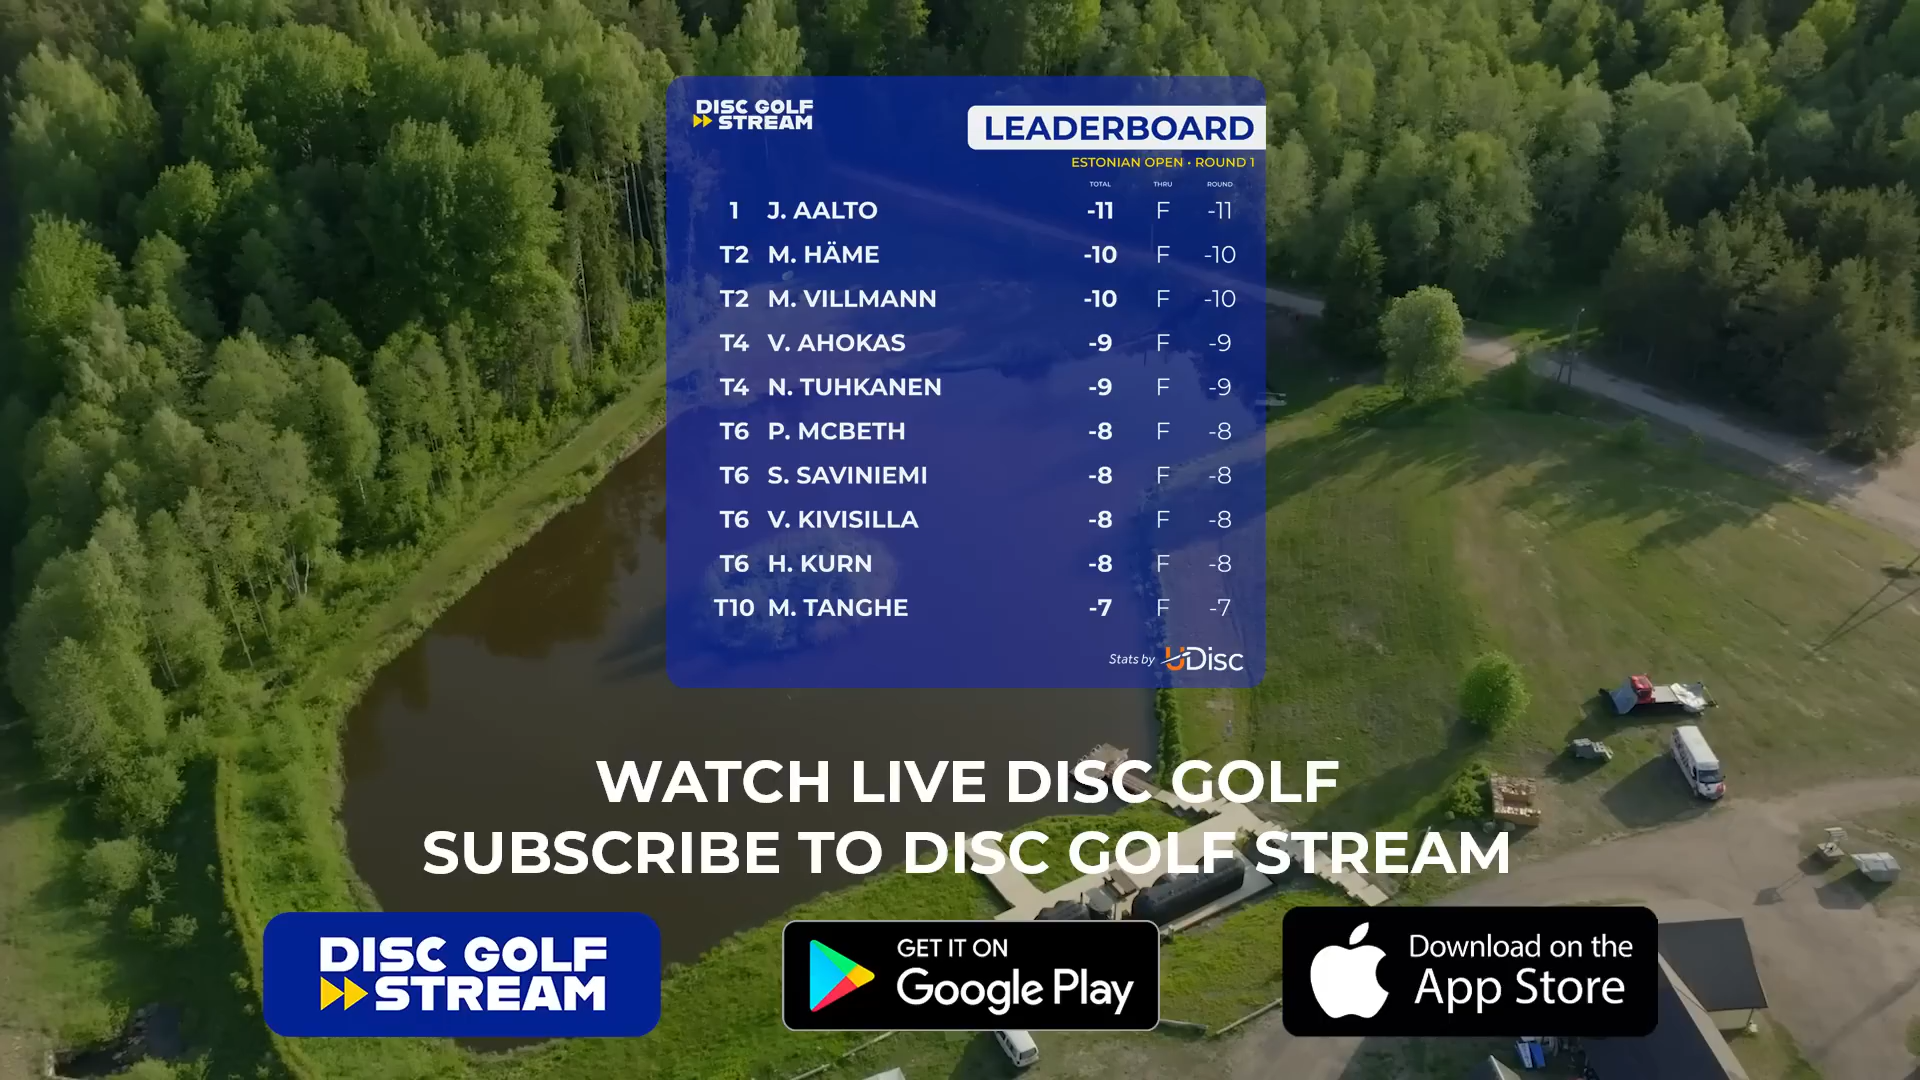 DISC GOLF
STREAM
LEADERBOARD
ESTONIAN OPEN • ROUND 1
TOTAL THRU ROUND
1 J. AALTO -11 F -11
T2 M. HÄME -10 F -10
T2 M. VILLMANN -10 F -10
T4 V. AHOKAS -9 F -9
T4 N. TUHKANEN -9 F -9
T6 P. MCBETH -8 F -8
T6 S. SAVINIEMI -8 F -8
T6 V. KIVISILLA -8 F -8
T6 H. KURN -8 F -8
T10 M. TANGHE -7 F -7
Stats by UDisc
WATCH LIVE DISC GOLF
SUBSCRIBE TO DISC GOLF STREAM
DISC GOLF
STREAM
GET IT ON
Google Play
Download on the
App Store